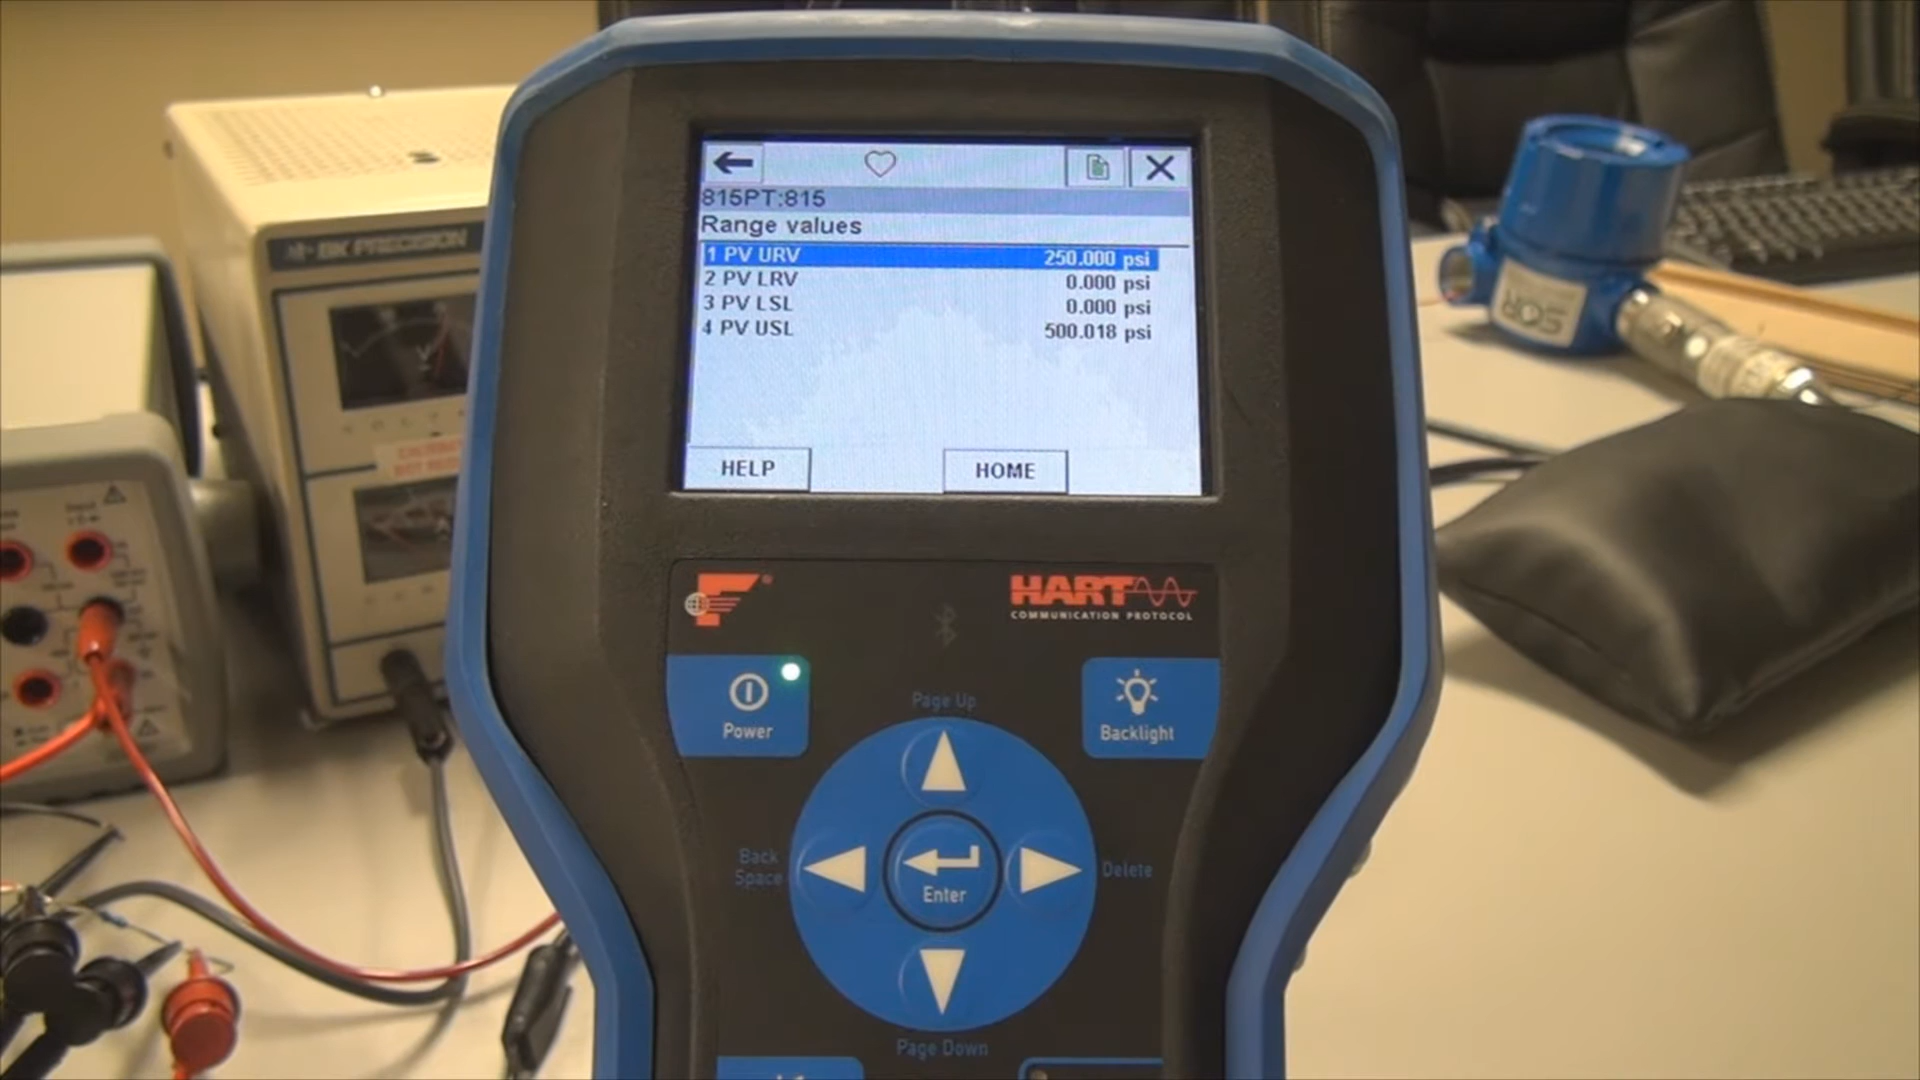 815PT:815
Range values
1 PV URV 250.000 psi
2 PV LRV 0.000 psi
3 PV LSL 0.000 psi
4 PV USL 500.018 psi
HELP HOME
BK PRECISION
SOR
HART
COMMUNICATION PROTOCOL
Power
Backlight
Page Up
Back Space
Enter
Delete
Page Down